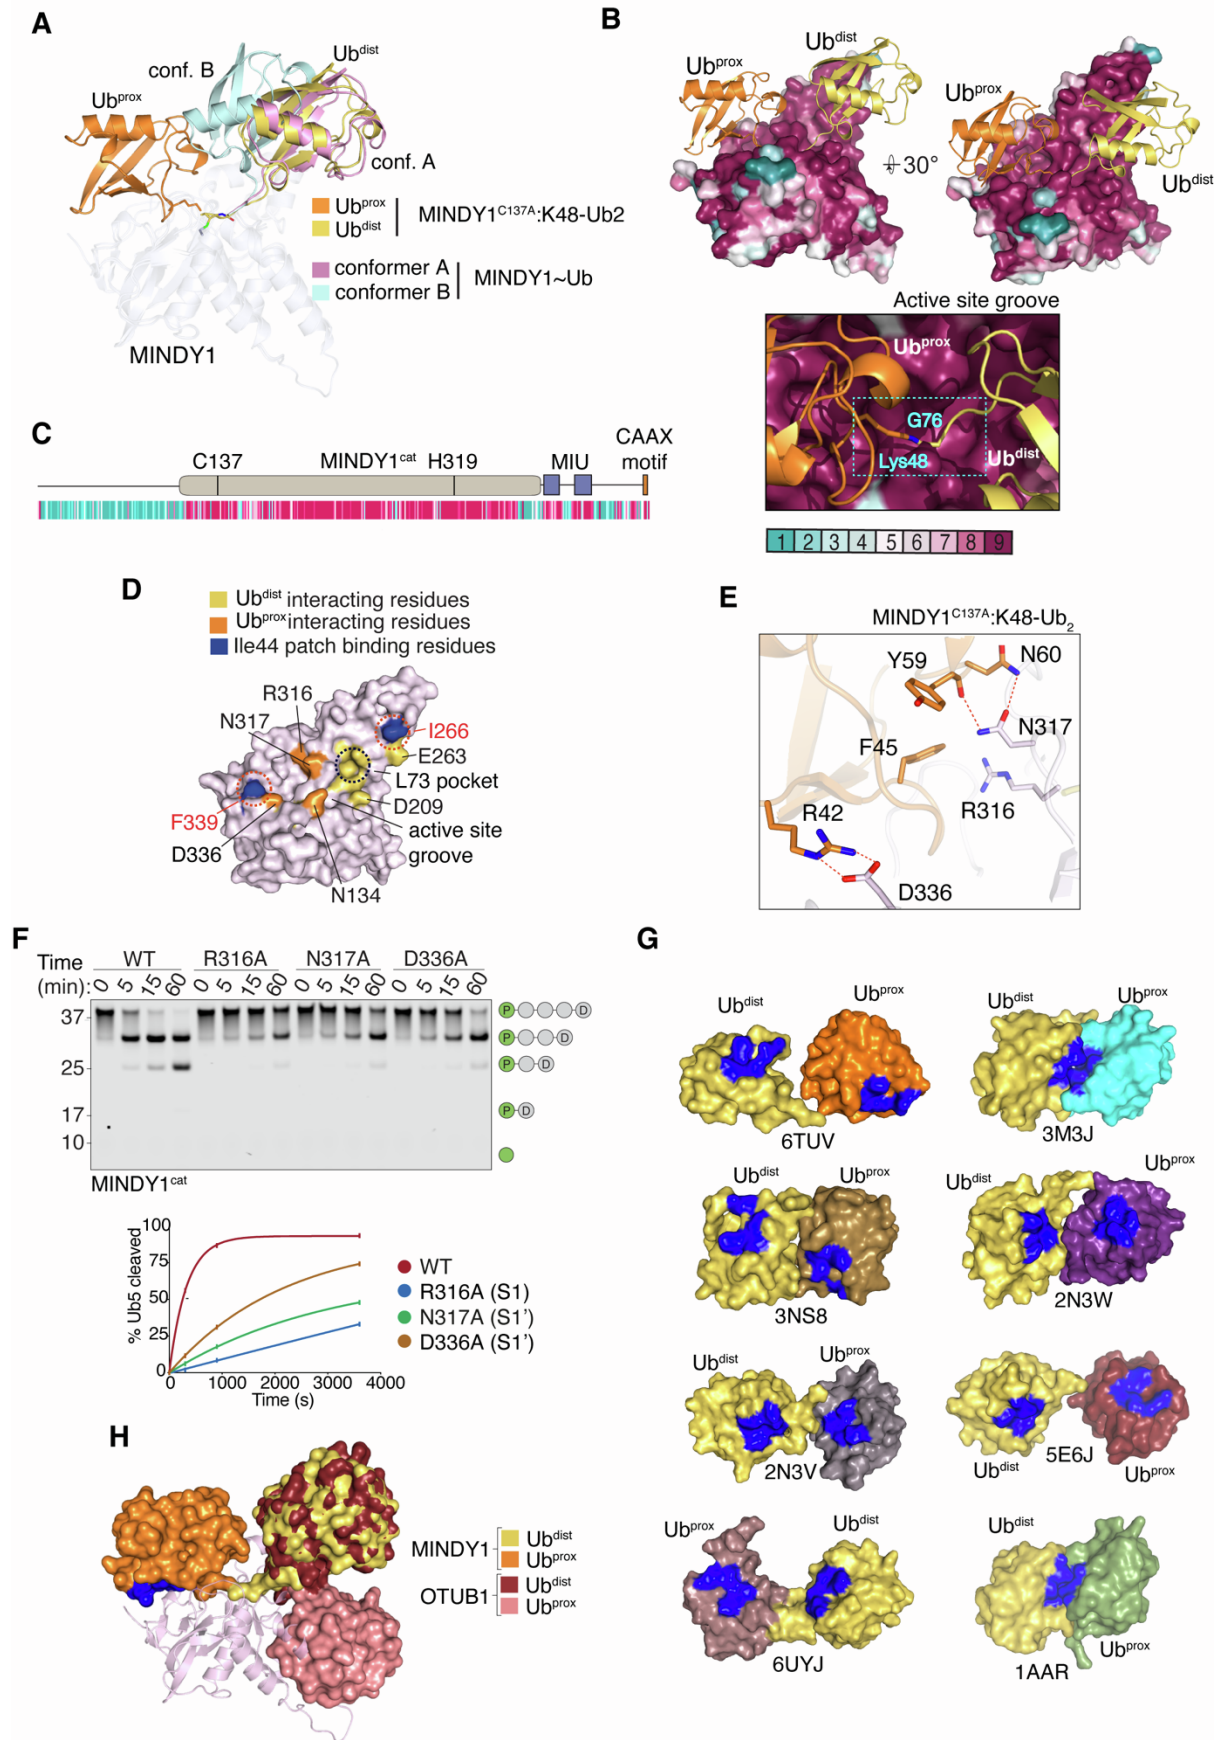 A
conf. B
Ub^dist
Ub^prox
conf. A
Ub^prox
Ub^dist
MINDY1^C137A:K48-Ub2
conformer A
conformer B
MINDY1~Ub
MINDY1
B
Ub^dist
Ub^prox
Ub^prox
30°
Ub^dist
Active site groove
Ub^prox
G76
Lys48
Ub^dist
1 2 3 4 5 6 7 8 9
C
C137
MINDY1^cat
H319
MIU
CAAX
motif
D
Ub^dist interacting residues
Ub^prox interacting residues
Ile44 patch binding residues
R316
N317
I266
E263
L73 pocket
D209
F339
active site
groove
D336
N134
E
MINDY1^C137A:K48-Ub₂
Y59
N60
N317
F45
R316
R42
D336
F
Time
(min):
WT R316A N317A D336A
0 5 15 60 0 5 15 60 0 5 15 60 0 5 15 60
37
25
17
10
P D
P D
P D
P D
MINDY1^cat
% Ub5 cleaved
100
75
50
25
0
0 1000 2000 3000 4000
Time (s)
WT
R316A (S1)
N317A (S1')
D336A (S1')
G
Ub^dist
Ub^prox
6TUV
Ub^dist
Ub^prox
3M3J
Ub^dist
Ub^prox
3NS8
Ub^dist
Ub^prox
2N3W
Ub^dist
Ub^prox
2N3V
5E6J
Ub^dist
Ub^prox
Ub^prox
Ub^dist
6UYJ
Ub^dist
Ub^prox
1AAR
H
MINDY1
Ub^dist
Ub^prox
OTUB1
Ub^dist
Ub^prox